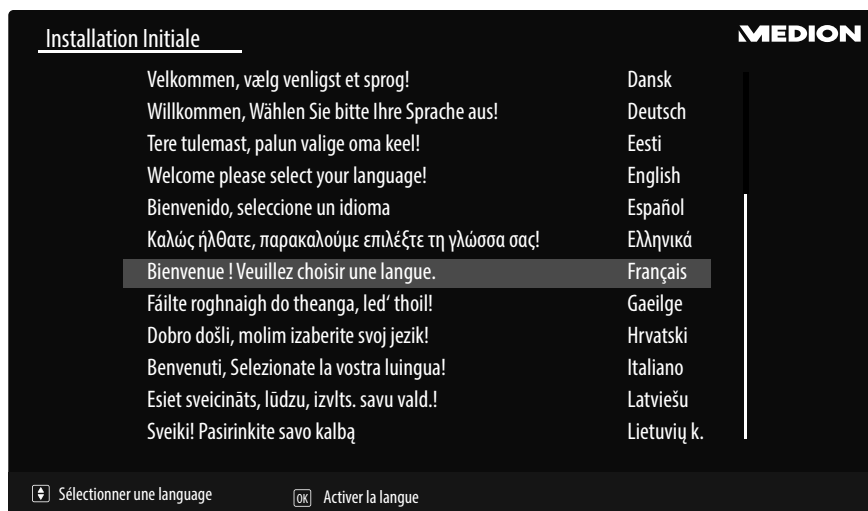 Installation Initiale
MEDION
Velkommen, vælg venligst et sprog! Dansk
Willkommen, Wählen Sie bitte Ihre Sprache aus! Deutsch
Tere tulemast, palun valige oma keel! Eesti
Welcome please select your language! English
Bienvenido, seleccione un idioma Español
Καλώς ήλθατε, παρακαλούμε επιλέξτε τη γλώσσα σας! Ελληνικά
Bienvenue ! Veuillez choisir une langue. Français
Fáilte roghnaigh do theanga, led‘ thoil! Gaeilge
Dobro došli, molim izaberite svoj jezik! Hrvatski
Benvenuti, Selezionate la vostra luingua! Italiano
Esiet sveicināts, lūdzu, izvlts. savu vald.! Latviešu
Sveiki! Pasirinkite savo kalbą Lietuvių k.
Sélectionner une language OK Activer la langue